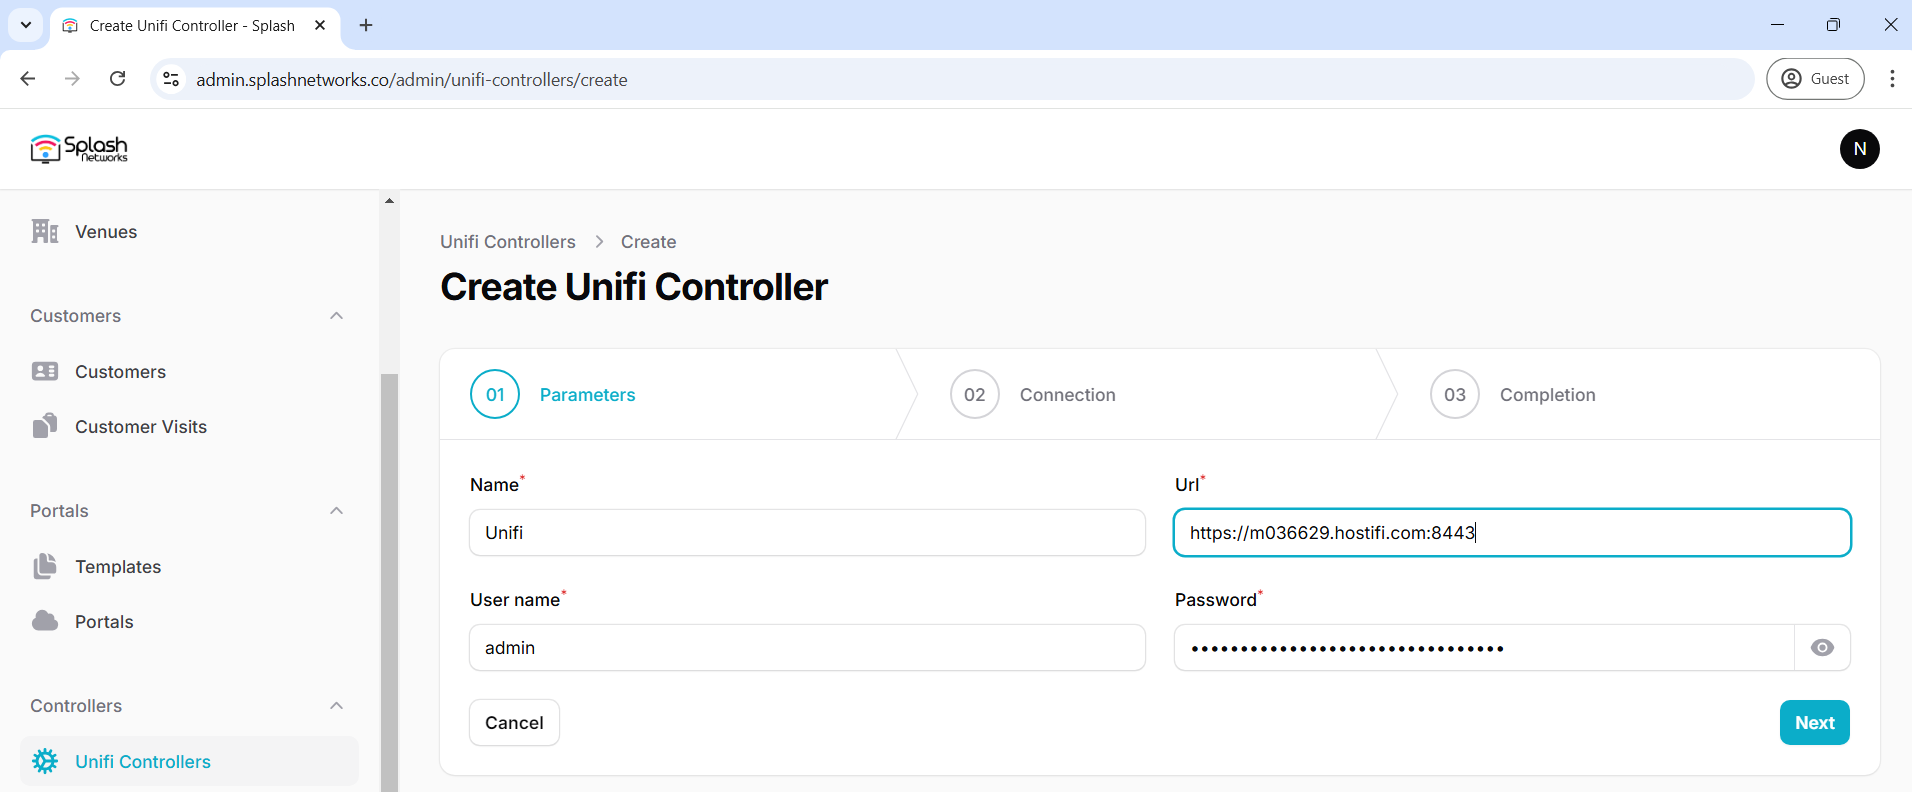 Create Unifi Controller - Splash
admin.splashnetworks.co/admin/unifi-controllers/create
Guest
Splash
Networks
N
Venues
Customers
Customers
Customer Visits
Portals
Templates
Portals
Controllers
Unifi Controllers
Unifi Controllers > Create
Create Unifi Controller
01 Parameters
02 Connection
03 Completion
Name*
Unifi
Url*
https://m036629.hostifi.com:8443
User name*
admin
Password*
••••••••••••••••••••••••••••••••
Cancel
Next